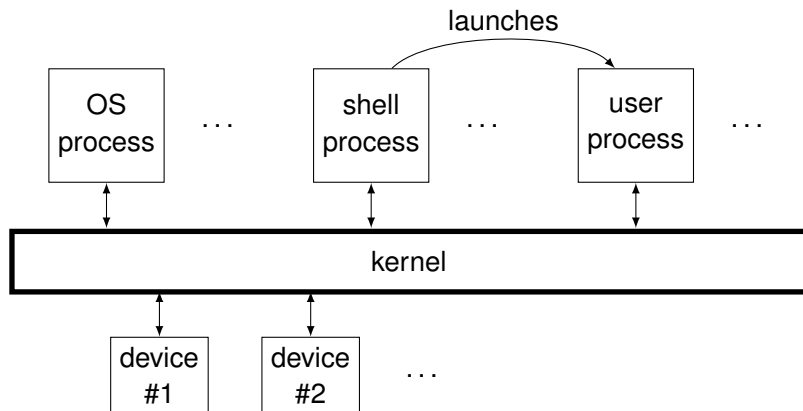 launches
OS
process
...
shell
process
...
user
process
...
kernel
device
#1
device
#2
...